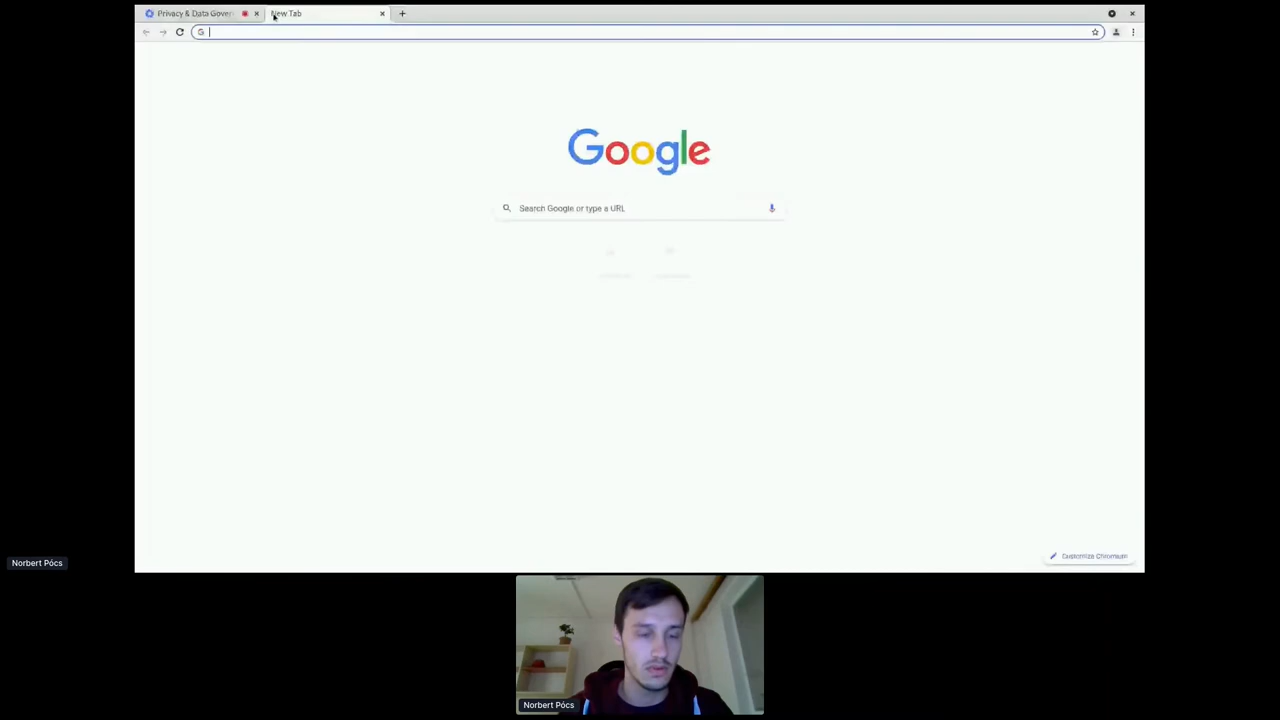 Privacy & Data Gover
New Tab
Google
Search Google or type a URL
Customize Chromium
Norbert Pócs
Norbert Pócs